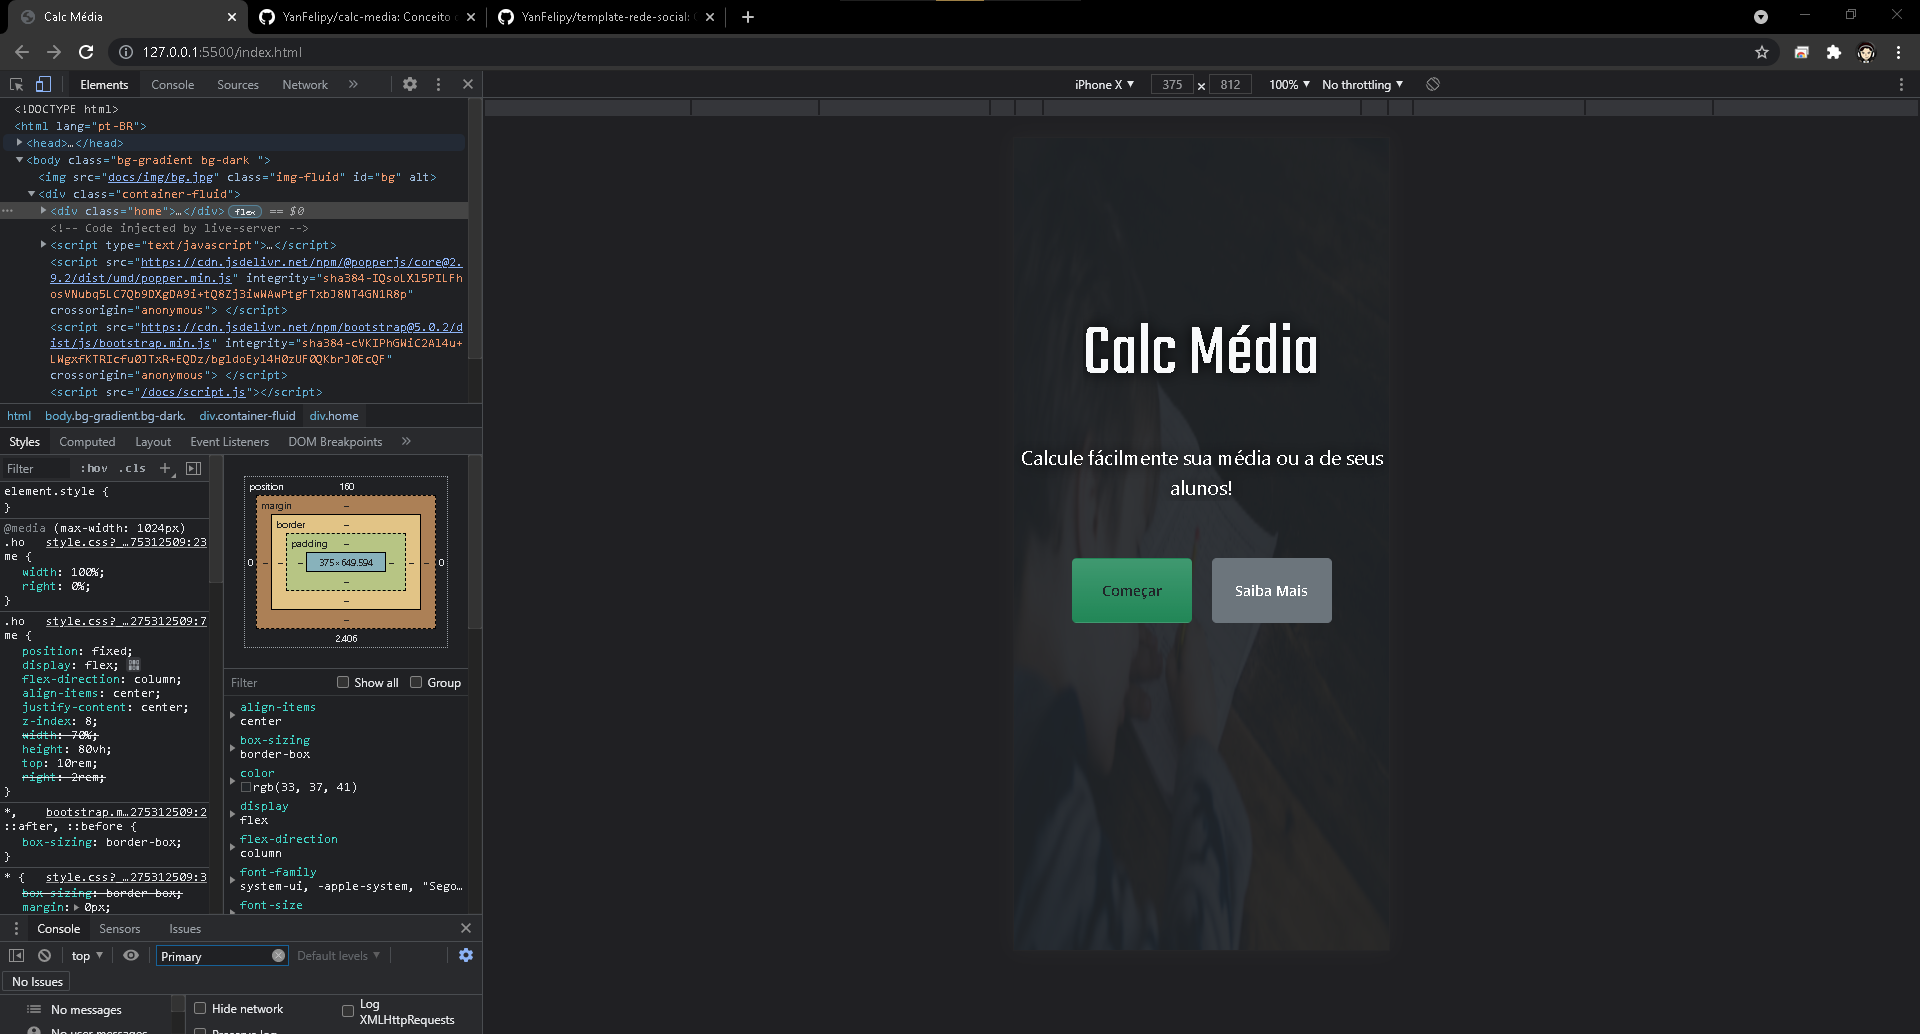 Calc Média
YanFelipy/calc-media: Conceito
YanFelipy/template-rede-social:
127.0.0.1:5500/index.html
Elements Console Sources Network »
iPhone X ▼ 375 x 812 100% ▼ No throttling ▼
<!DOCTYPE html>
<html lang="pt-BR">
<head>…</head>
<body class="bg-gradient bg-dark ">
<img src="docs/img/bg.jpg" class="img-fluid" id="bg" alt>
<div class="container-fluid">
<div class="home">…</div> flex == $0
<!-- Code injected by live-server -->
<script type="text/javascript">…</script>
<script src="https://cdn.jsdelivr.net/npm/@popperjs/core@2.
9.2/dist/umd/popper.min.js" integrity="sha384-IQsoLXl5PILFh
osVNubq5LC7Qb9DXgDA9i+tQ8Zj3iwWAwPtgFTxbJ8NT4GN1R8p"
crossorigin="anonymous"> </script>
<script src="https://cdn.jsdelivr.net/npm/bootstrap@5.0.2/d
ist/js/bootstrap.min.js" integrity="sha384-cVKIPhGWiC2Al4u+
LWgxfKTRIcfu0JTxR+EQDz/bgldoEyl4H0zUF0QKbrJ0EcQF"
crossorigin="anonymous"> </script>
<script src="/docs/script.js"></script>
html body.bg-gradient.bg-dark. div.container-fluid div.home
Styles Computed Layout Event Listeners DOM Breakpoints »
Filter :hov .cls +
element.style {
}
@media (max-width: 1024px)
.ho style.css?_…75312509:23
me {
width: 100%;
right: 0%;
}
.ho style.css?_…275312509:7
me {
position: fixed;
display: flex;
flex-direction: column;
align-items: center;
justify-content: center;
z-index: 8;
width: 70%;
height: 80vh;
top: 10rem;
right: 2rem;
}
*, bootstrap.m…275312509:2
::after, ::before {
box-sizing: border-box;
}
* { style.css?_…275312509:3
box-sizing: border-box;
margin: 0px;
position 160
margin –
border –
padding –
0 – – – 375×649.594 – – – 0
–
–
–
2.406
Filter Show all Group
align-items
center
box-sizing
border-box
color
rgb(33, 37, 41)
display
flex
flex-direction
column
font-family
system-ui, -apple-system, "Sego…
font-size
Console Sensors Issues
top ▼ Primary Default levels ▼
No Issues
No messages
No user messages
Hide network
Preserve log
Log
XMLHttpRequests
Calc Média
Calcule fácilmente sua média ou a de seus
alunos!
Começar Saiba Mais